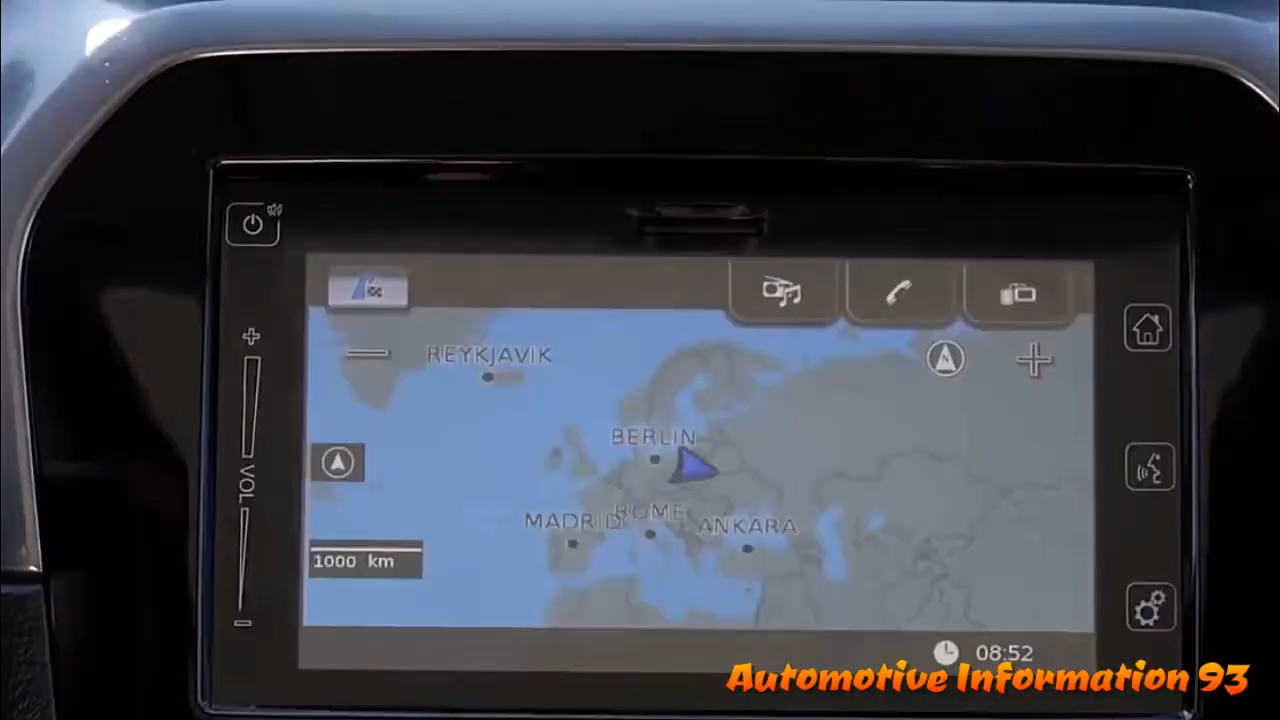 REYKJAVIK
N
BERLIN
VOL
MADRID
ROME
ANKARA
1000 km
08:52
Automotive Information 93